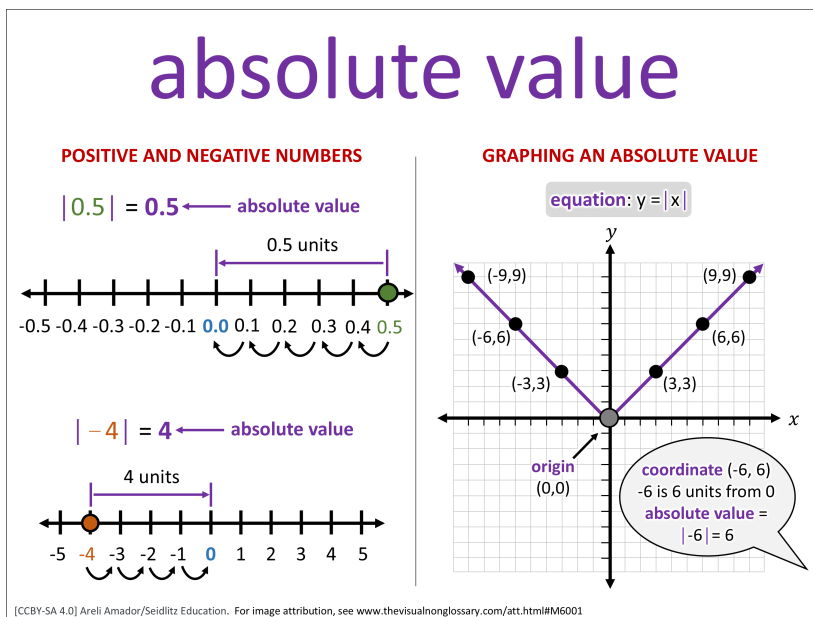 absolute value
POSITIVE AND NEGATIVE NUMBERS
|0.5| = 0.5 absolute value
0.5 units
-0.5 -0.4 -0.3 -0.2 -0.1 0.0 0.1 0.2 0.3 0.4 0.5
|−4| = 4 absolute value
4 units
-5 -4 -3 -2 -1 0 1 2 3 4 5
GRAPHING AN ABSOLUTE VALUE
equation: y = |x|
y
(-9,9) (9,9)
(-6,6) (6,6)
(-3,3) (3,3)
x
origin
(0,0)
coordinate (-6, 6)
-6 is 6 units from 0
absolute value =
|-6| = 6
[CCBY-SA 4.0] Areli Amador/Seidlitz Education. For image attribution, see www.thevisualnonglossary.com/att.html#M6001